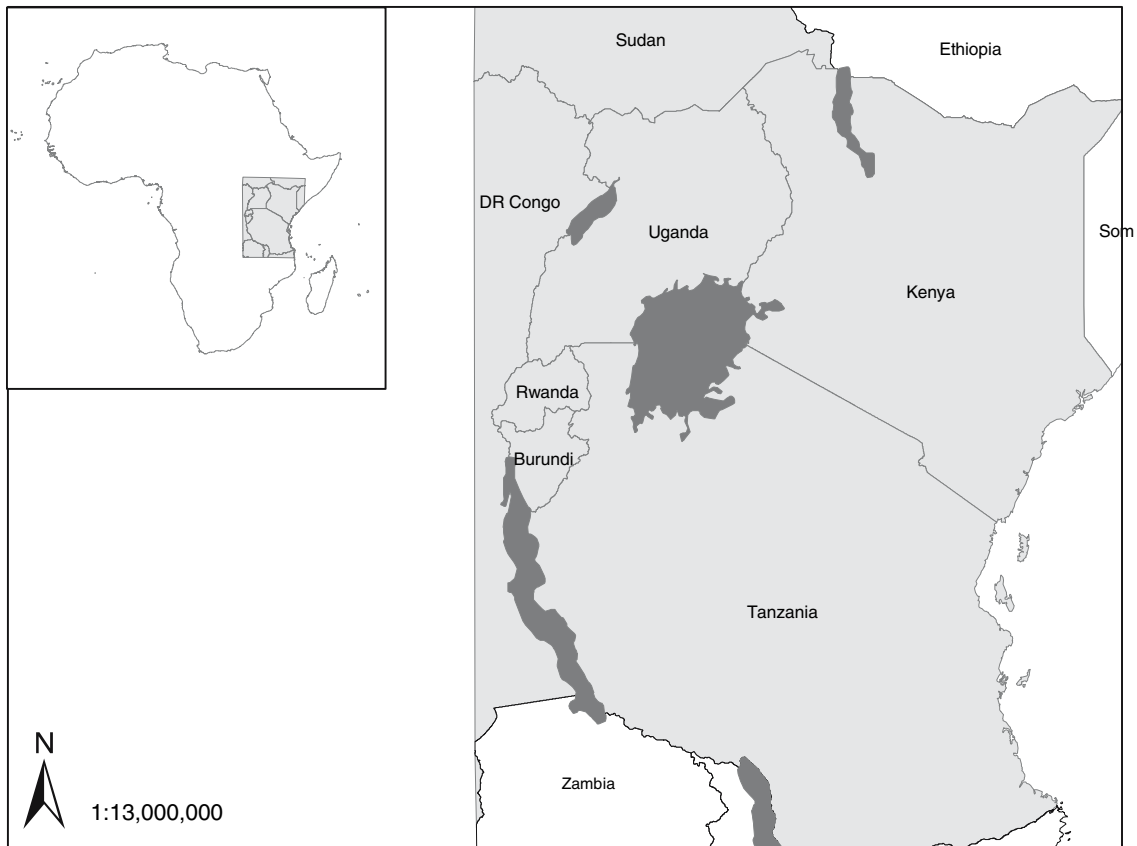 Sudan
Ethiopia
DR Congo
Uganda
Som
Kenya
Rwanda
Burundi
Tanzania
N
Zambia
1:13,000,000